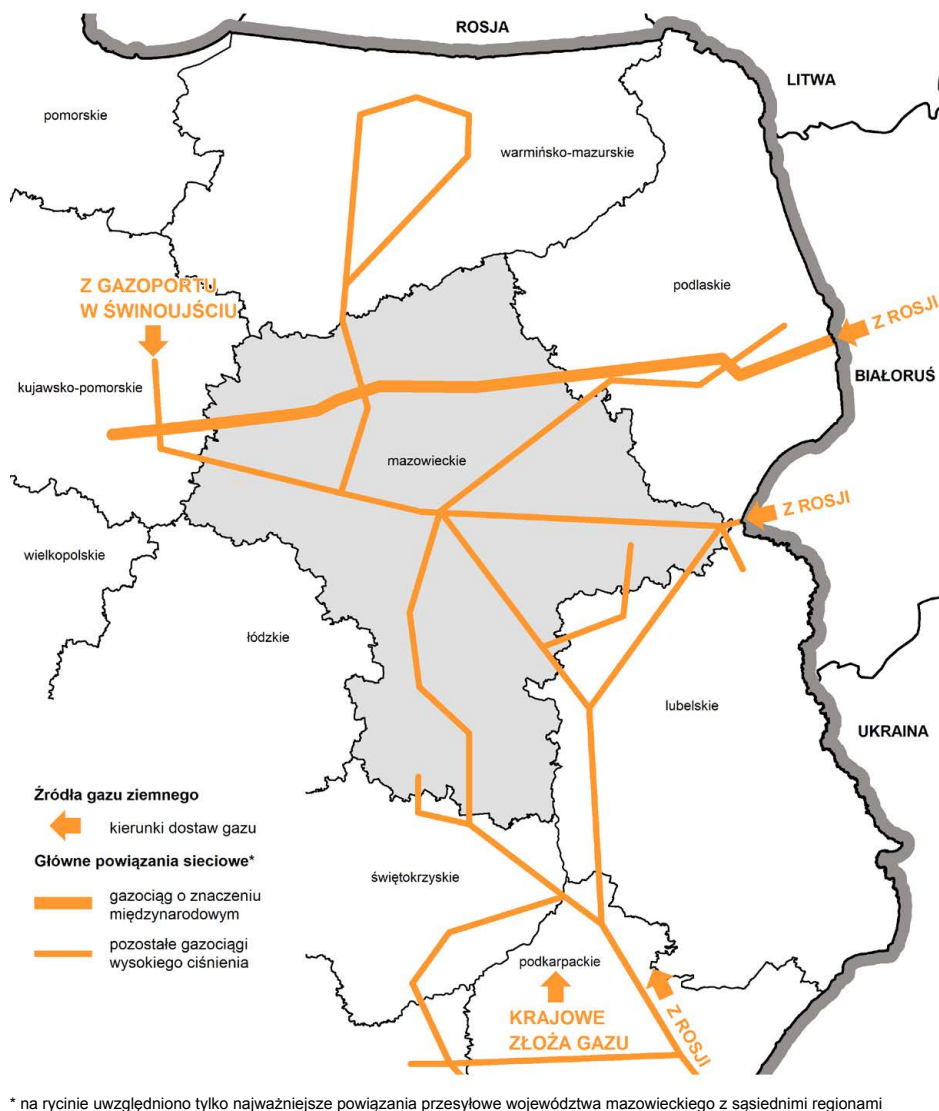 ROSJA
LITWA
pomorskie
warmińsko-mazurskie
Z GAZOPORTU
W ŚWINOUJŚCIU
podlaskie
Z ROSJI
kujawsko-pomorskie
BIAŁORUŚ
mazowieckie
Z ROSJI
wielkopolskie
łódzkie
lubelskie
UKRAINA
Źródła gazu ziemnego
kierunki dostaw gazu
Główne powiązania sieciowe*
gazociąg o znaczeniu
międzynarodowym
pozostałe gazociągi
wysokiego ciśnienia
świętokrzyskie
podkarpackie
KRAJOWE
ZŁOŻA GAZU
Z ROSJI
* na rycinie uwzględniono tylko najważniejsze powiązania przesyłowe województwa mazowieckiego z sąsiednimi regionami